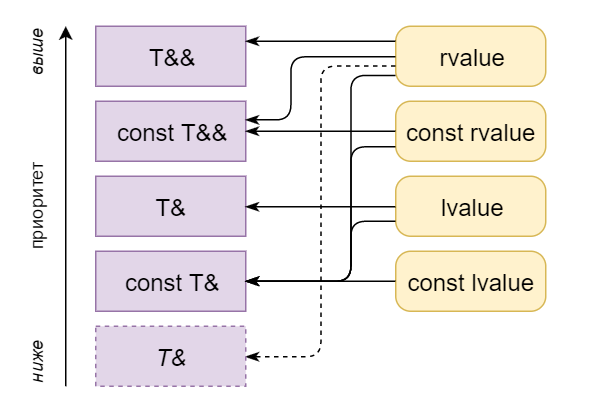 выше
приоритет
ниже
T&&
rvalue
const T&&
const rvalue
T&
lvalue
const T&
const lvalue
T&